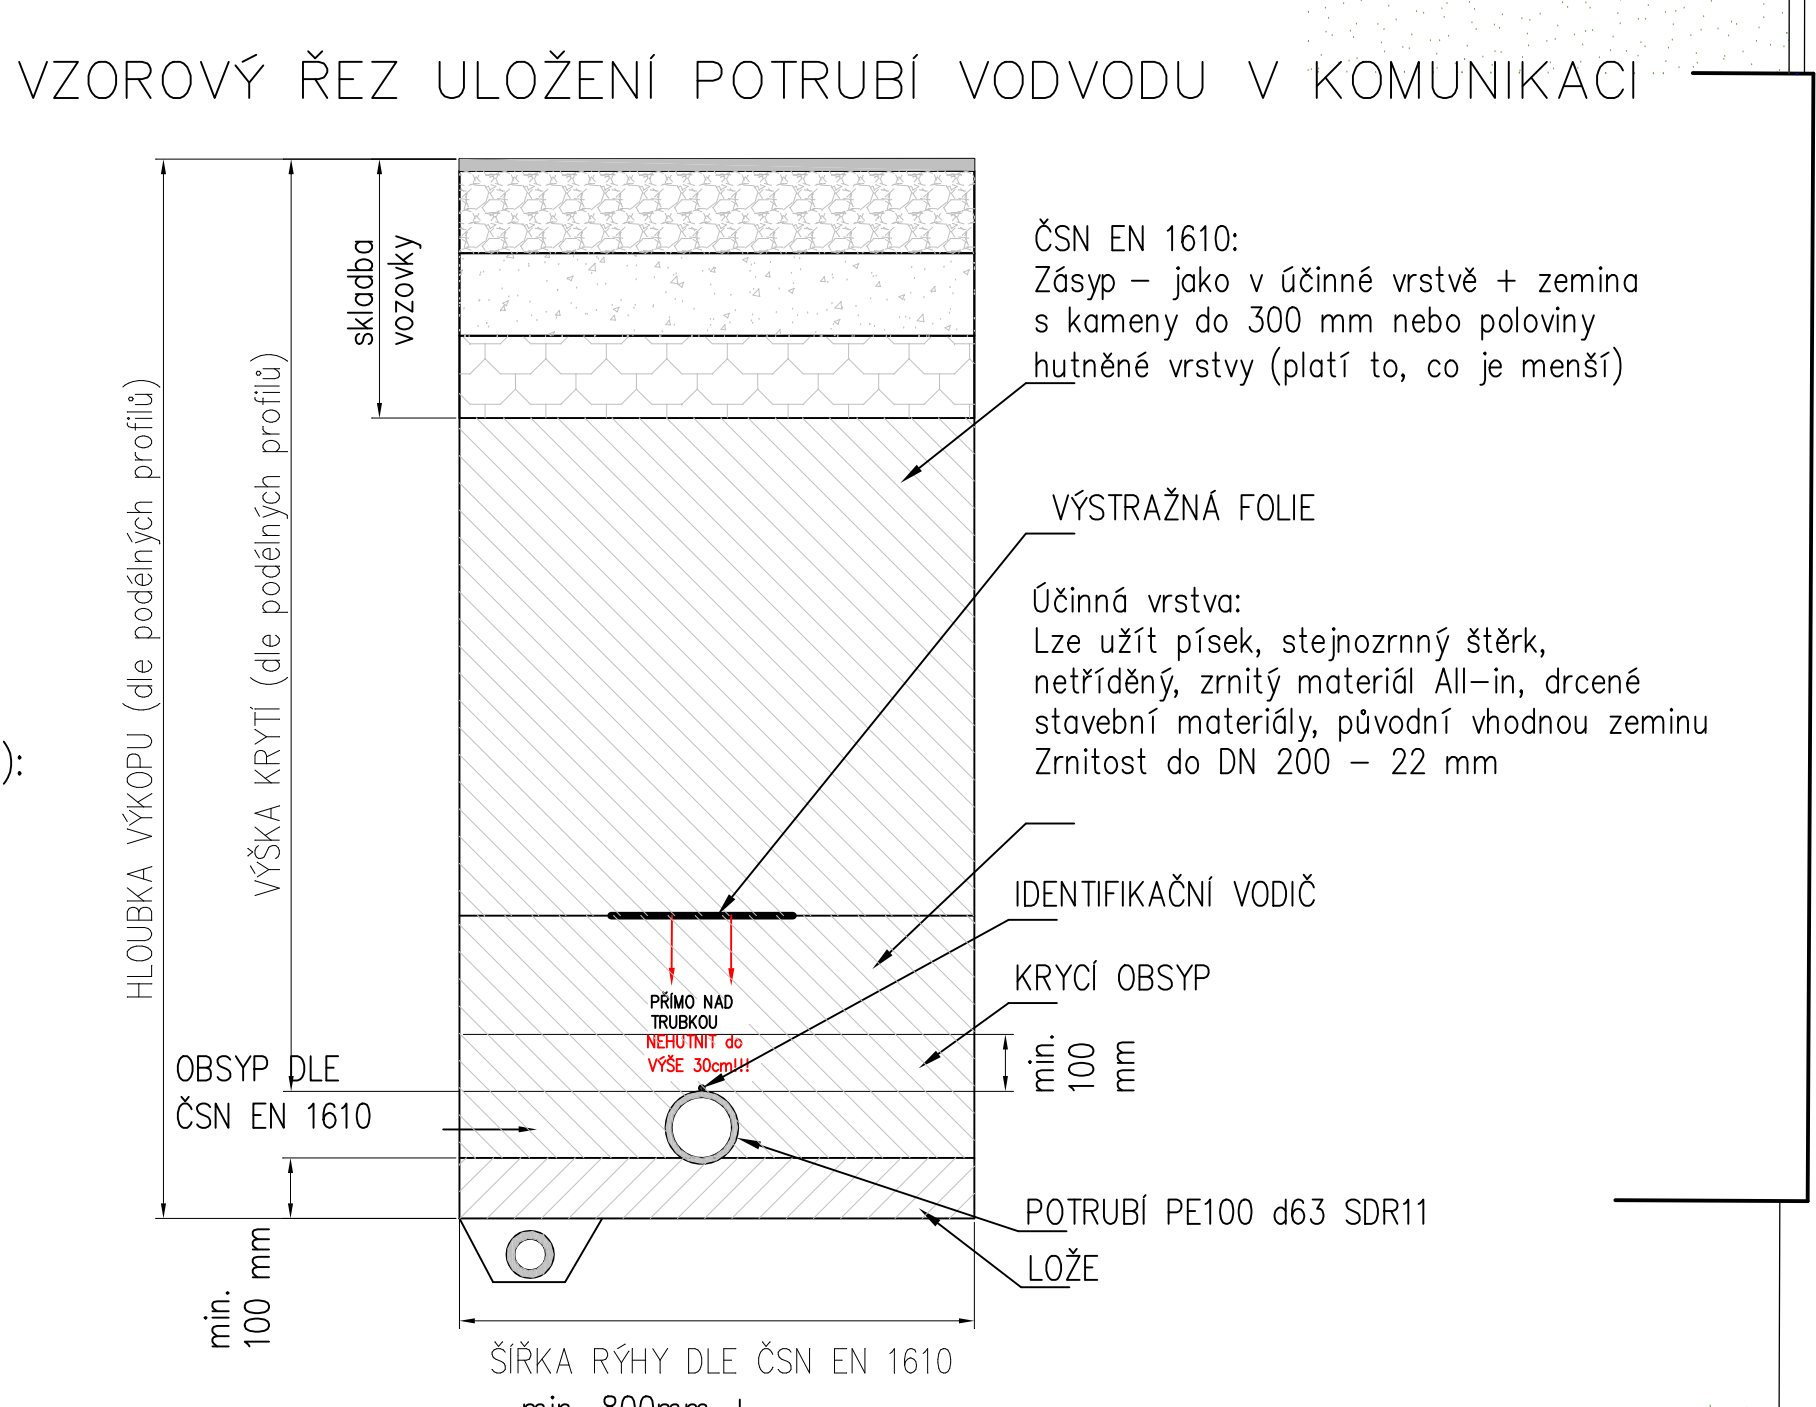 VZOROVÝ ŘEZ ULOŽENÍ POTRUBÍ VODVODU V KOMUNIKACI
HLOUBKA VÝKOPU (dle podélných profilů)
VÝŠKA KRYTÍ (dle podélných profilů)
skladba
vozovky
ČSN EN 1610:
Zásyp – jako v účinné vrstvě + zemina
s kameny do 300 mm nebo poloviny
hutněné vrstvy (platí to, co je menší)
VÝSTRAŽNÁ FOLIE
Účinná vrstva:
Lze užít písek, stejnozrnný štěrk,
netříděný, zrnitý materiál All–in, drcené
stavební materiály, původní vhodnou zeminu
Zrnitost do DN 200 – 22 mm
):
IDENTIFIKAČNÍ VODIČ
KRYCÍ OBSYP
PŘÍMO NAD
TRUBKOU
NEHUTNIT do
VÝŠE 30cm!!!
min.
100
mm
OBSYP DLE
ČSN EN 1610
POTRUBÍ PE100 d63 SDR11
LOŽE
min.
100 mm
ŠÍŘKA RÝHY DLE ČSN EN 1610
min. 800mm